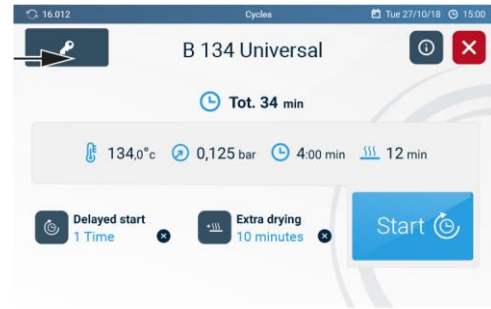 16.012 Cycles Tue 27/10/18 15:00
B 134 Universal
Tot. 34 min
134,0°c 0,125 bar 4:00 min 12 min
Delayed start Extra drying
1 Time 10 minutes
Start